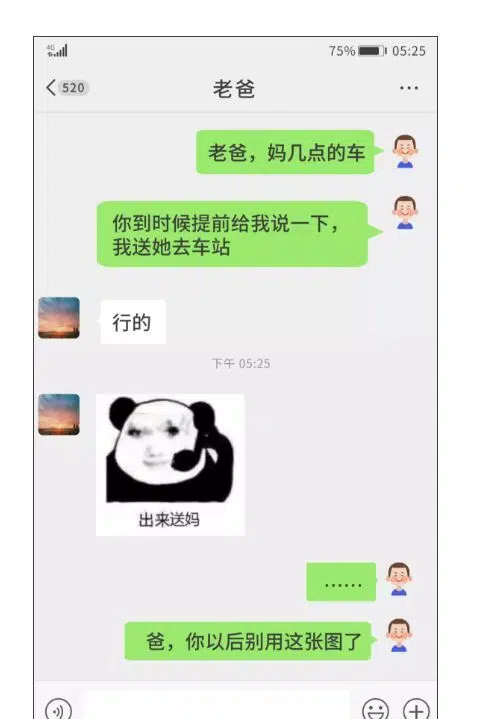 4G
75%
05:25
520
老爸
老爸，妈几点的车
你到时候提前给我说一下，
我送她去车站
行的
下午 05:25
出来送妈
……
爸，你以后别用这张图了